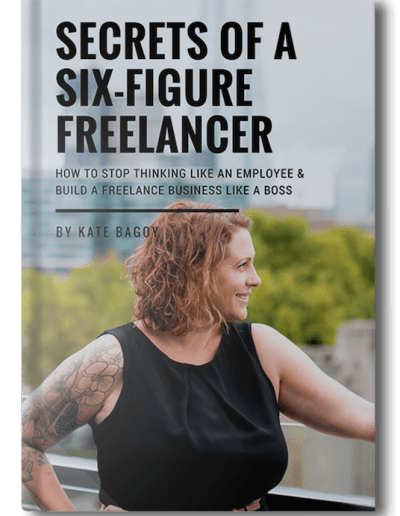 SECRETS OF A
SIX-FIGURE
FREELANCER
HOW TO STOP THINKING LIKE AN EMPLOYEE &
BUILD A FREELANCE BUSINESS LIKE A BOSS
BY KATE BAGOY